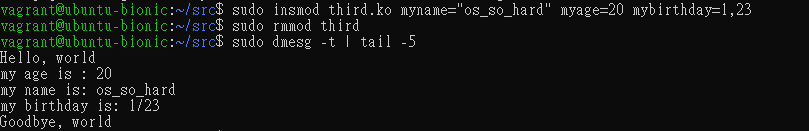 vagrant@ubuntu-bionic:~/src$ sudo insmod third.ko myname="os_so_hard" myage=20 mybirthday=1,23
vagrant@ubuntu-bionic:~/src$ sudo rmmod third
vagrant@ubuntu-bionic:~/src$ sudo dmesg -t | tail -5
Hello, world
my age is : 20
my name is: os_so_hard
my birthday is: 1/23
Goodbye, world